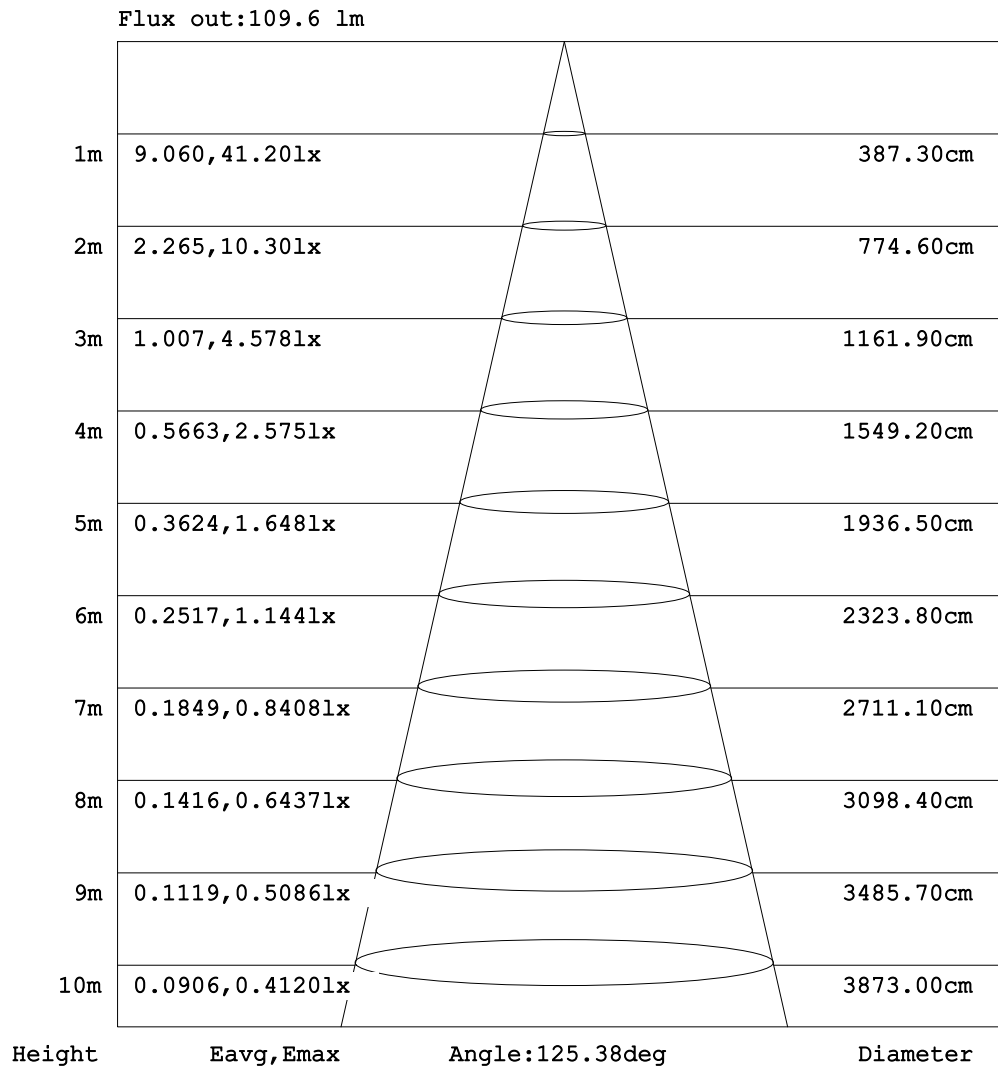 Flux out:109.6 lm
1m 9.060,41.20lx 387.30cm
2m 2.265,10.30lx 774.60cm
3m 1.007,4.578lx 1161.90cm
4m 0.5663,2.575lx 1549.20cm
5m 0.3624,1.648lx 1936.50cm
6m 0.2517,1.144lx 2323.80cm
7m 0.1849,0.8408lx 2711.10cm
8m 0.1416,0.6437lx 3098.40cm
9m 0.1119,0.5086lx 3485.70cm
10m 0.0906,0.4120lx 3873.00cm
Height Eavg,Emax Angle:125.38deg Diameter